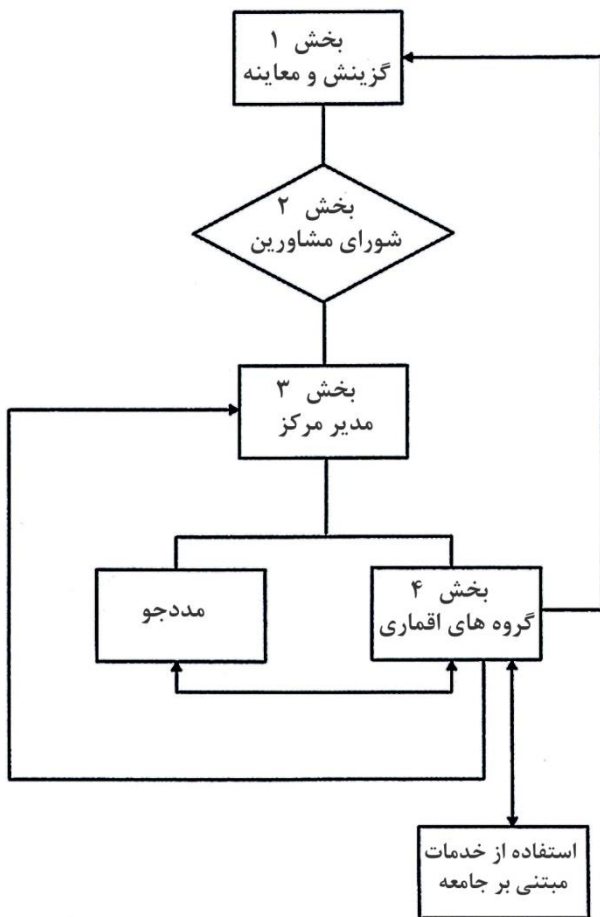 بخش ۱
گزینش و معاینه
بخش ۲
شورای مشاورین
بخش ۳
مدیر مرکز
مددجو
بخش ۴
گروه های اقماری
استفاده از خدمات
مبتنی بر جامعه